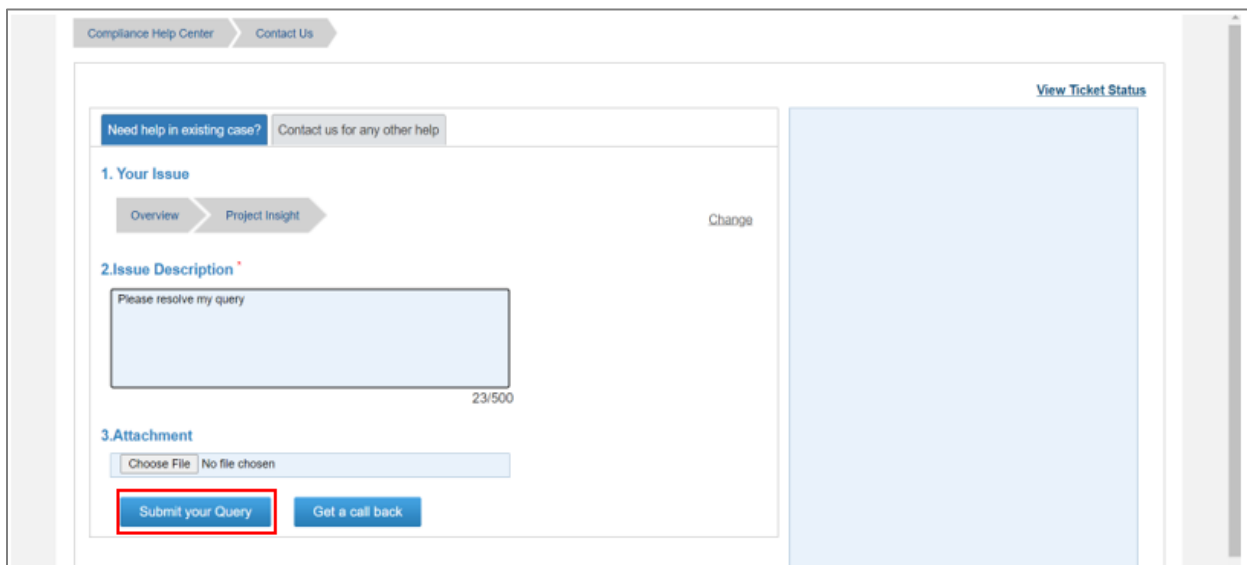 Compliance Help Center Contact Us
View Ticket Status
Need help in existing case? Contact us for any other help
1. Your Issue
Overview Project Insight
Change
2.Issue Description *
Please resolve my query
23/500
3.Attachment
Choose File No file chosen
Submit your Query Get a call back